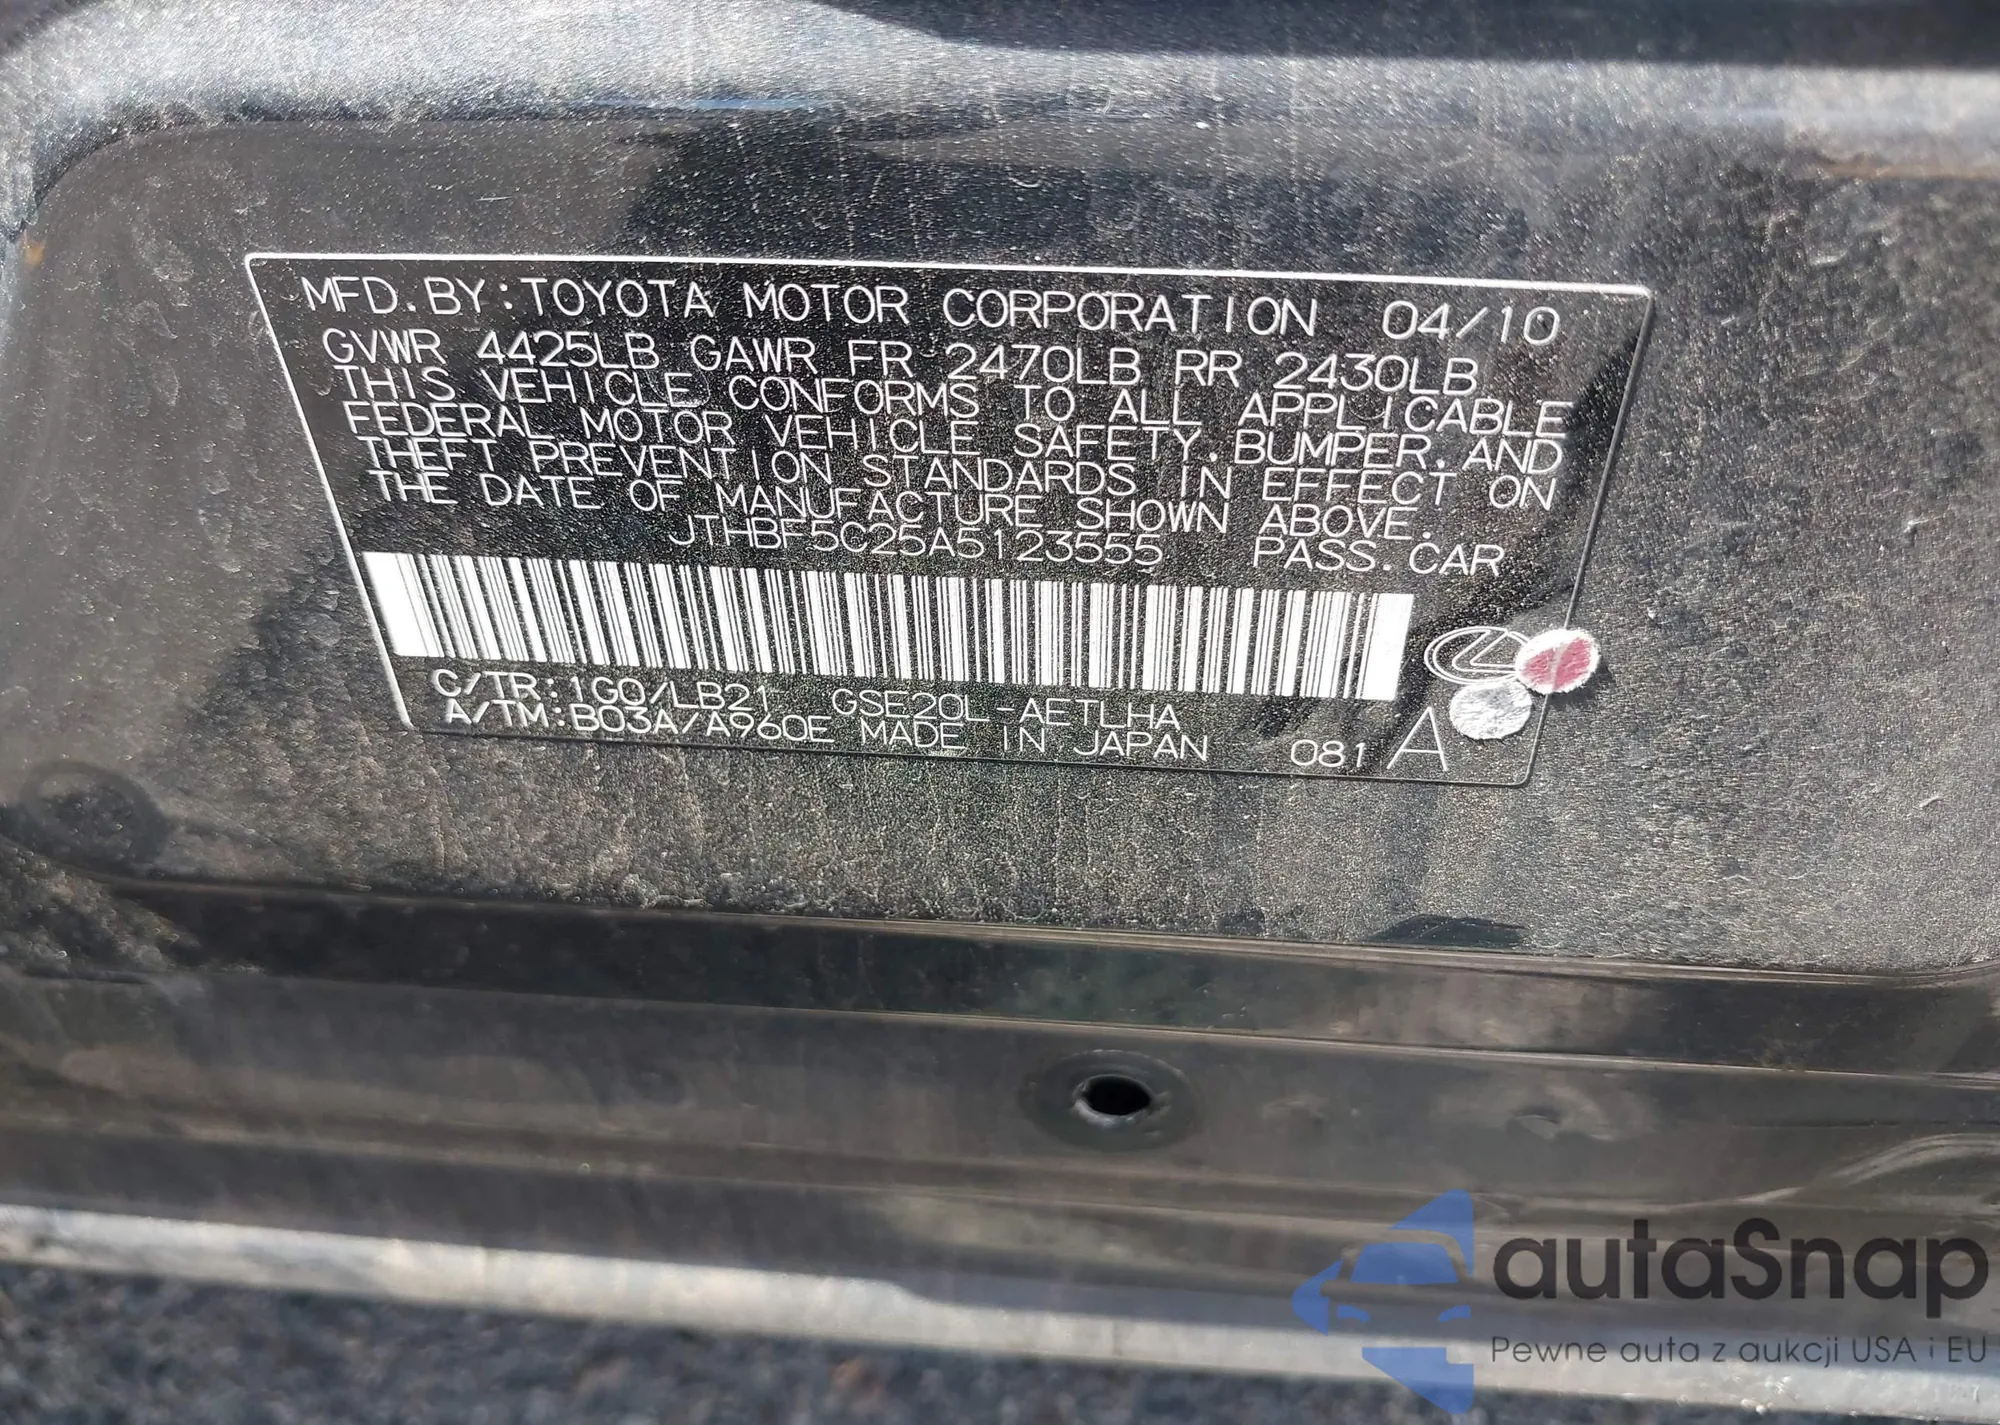 MFD.BY:TOYOTA MOTOR CORPORATION 04/10
GVWR 4425LB GAWR FR 2470LB RR 2430LB
THIS VEHICLE CONFORMS TO ALL APPLICABLE
FEDERAL MOTOR VEHICLE SAFETY, BUMPER, AND
THEFT PREVENTION STANDARDS IN EFFECT ON
THE DATE OF MANUFACTURE SHOWN ABOVE.
JTHBF5C25A5123555 PASS.CAR
C/TR:1G0/LB21 GSE20L-AETLHA
A/TM:B03A/A960E MADE IN JAPAN 081 A
autaSnap
Pewne auta z aukcji USA i EU